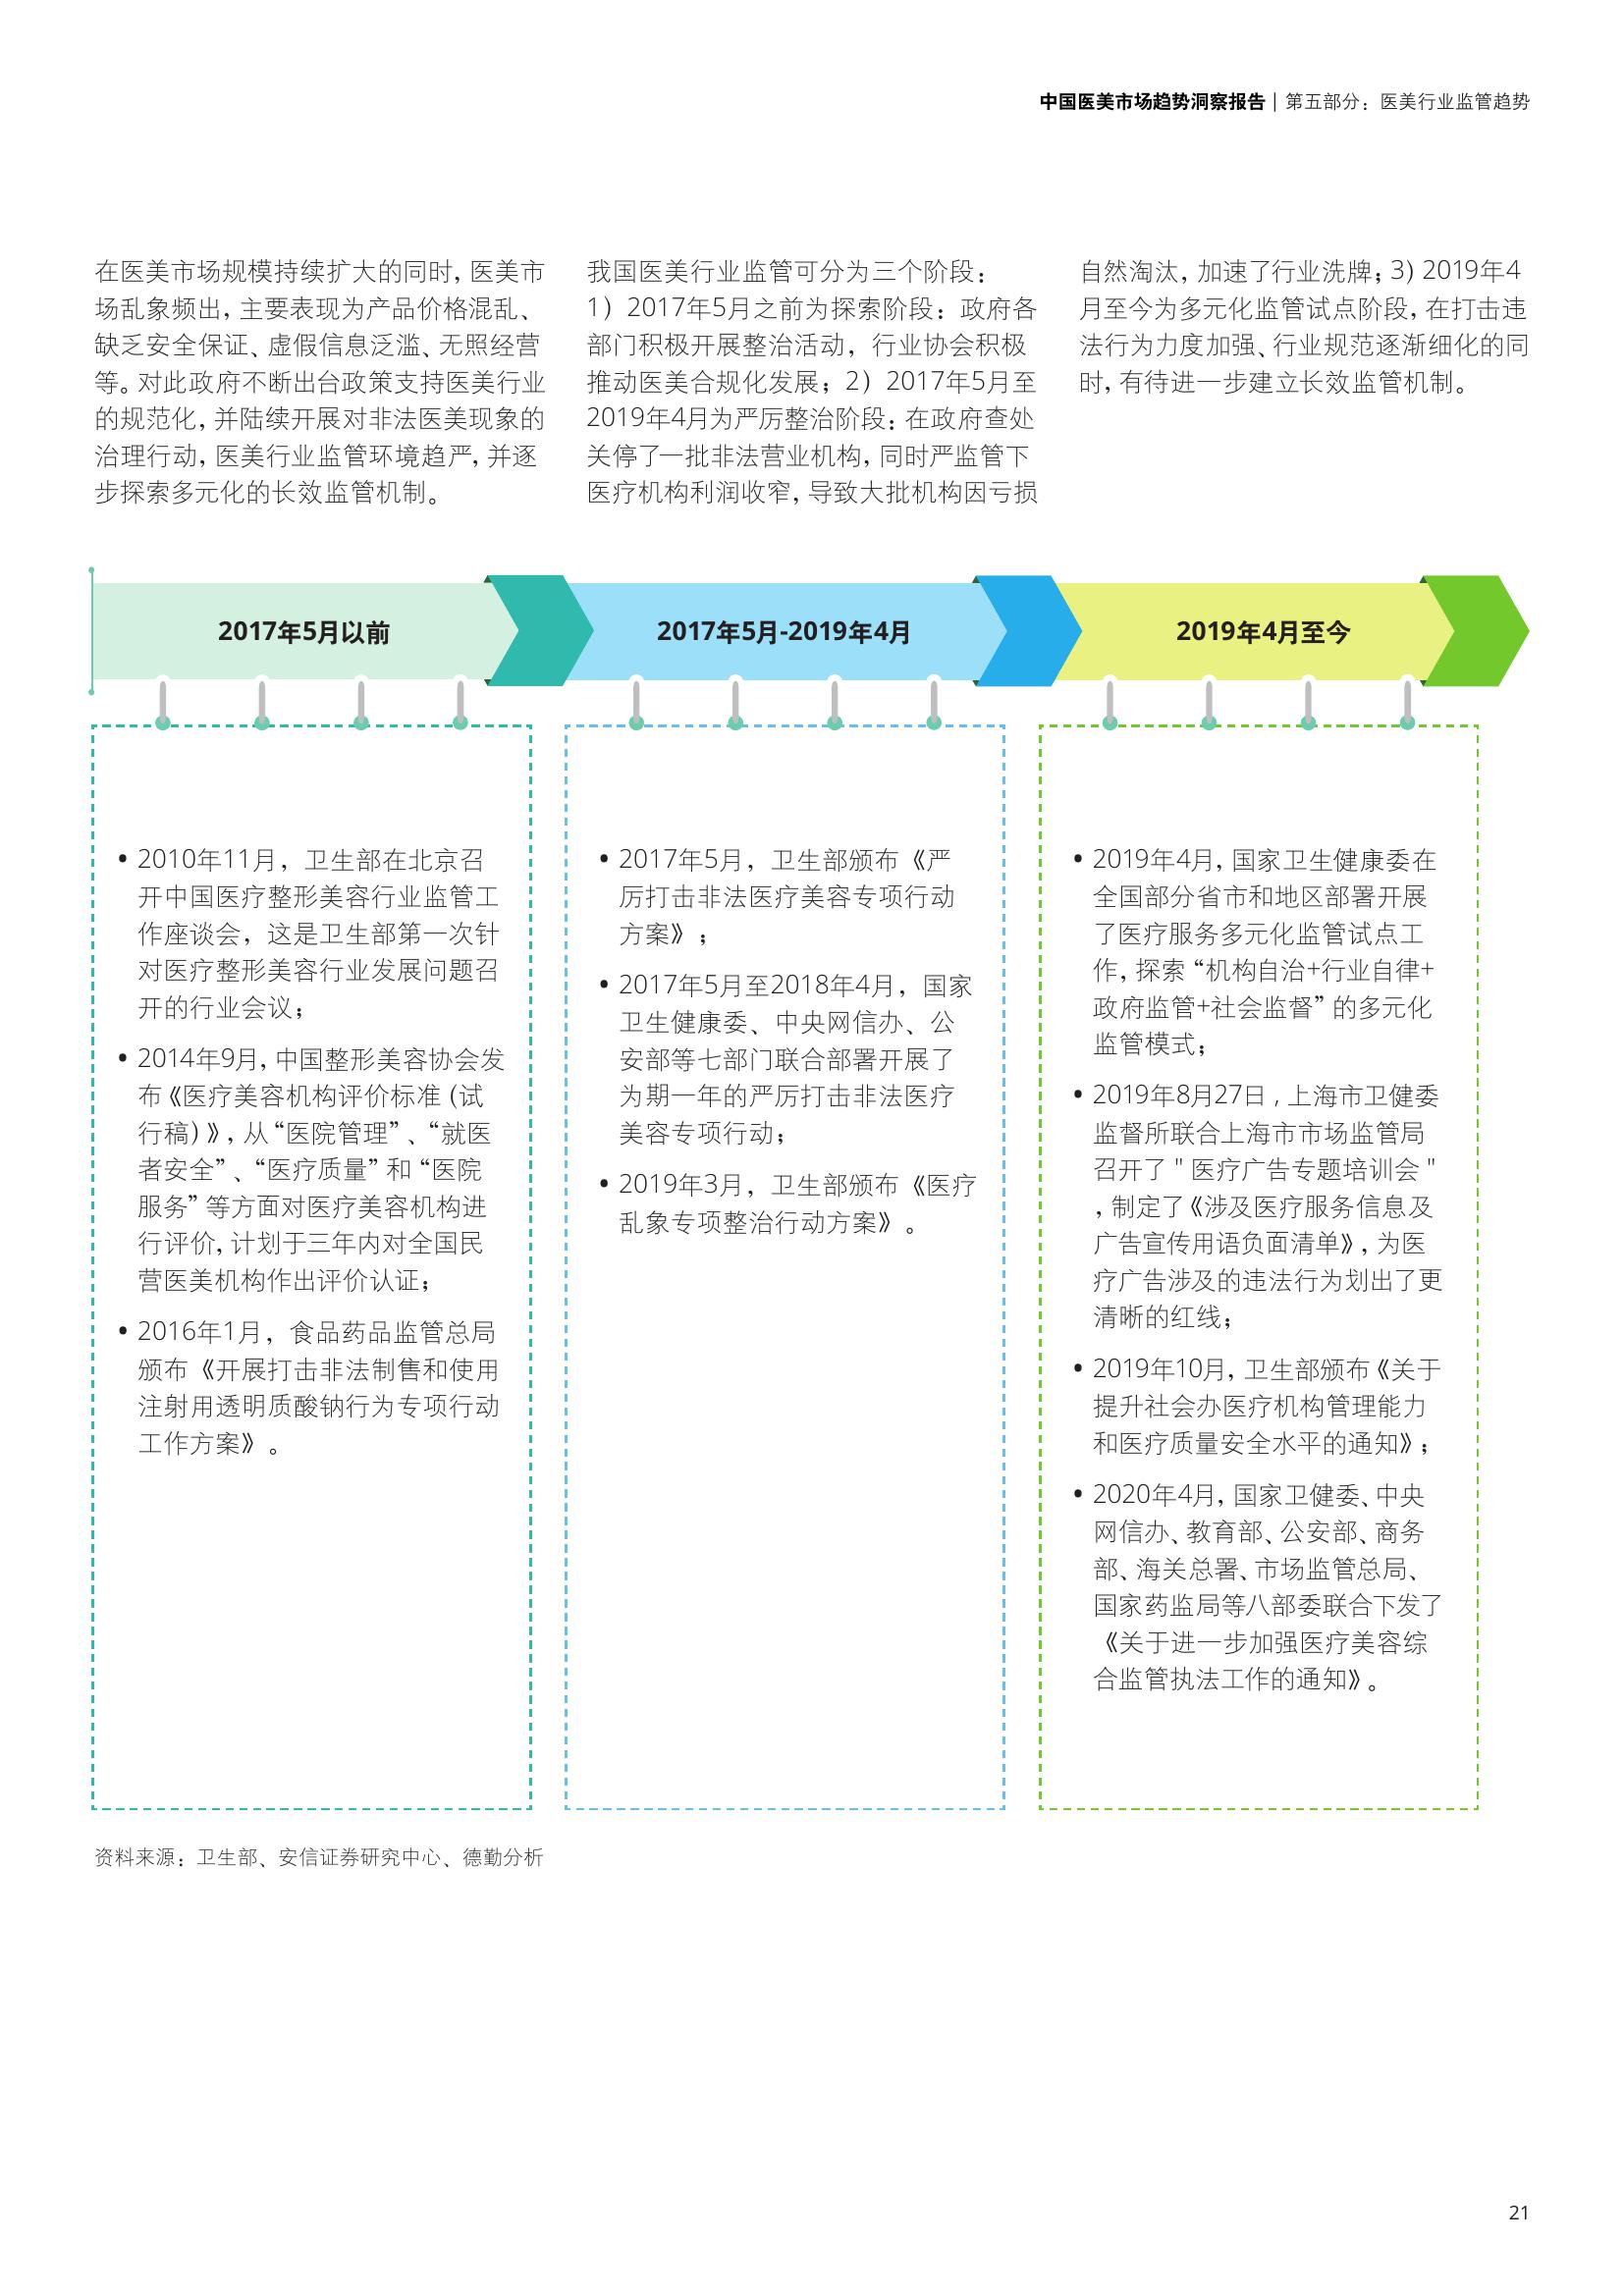 中国医美市场趋势洞察报告 | 第五部分：医美行业监管趋势
在医美市场规模持续扩大的同时，医美市
场乱象频出，主要表现为产品价格混乱、
缺乏安全保证、虚假信息泛滥、无照经营
等。对此政府不断出台政策支持医美行业
的规范化，并陆续开展对非法医美现象的
治理行动，医美行业监管环境趋严，并逐
步探索多元化的长效监管机制。
我国医美行业监管可分为三个阶段：
1）2017年5月之前为探索阶段：政府各
部门积极开展整治活动，行业协会积极
推动医美合规化发展；2）2017年5月至
2019年4月为严厉整治阶段：在政府查处
关停了一批非法营业机构，同时严监管下
医疗机构利润收窄，导致大批机构因亏损
自然淘汰，加速了行业洗牌；3）2019年4
月至今为多元化监管试点阶段，在打击违
法行为力度加强、行业规范逐渐细化的同
时，有待进一步建立长效监管机制。
2017年5月以前
2017年5月-2019年4月
2019年4月至今
• 2010年11月，卫生部在北京召
开中国医疗整形美容行业监管工
作座谈会，这是卫生部第一次针
对医疗整形美容行业发展问题召
开的行业会议；
• 2014年9月，中国整形美容协会发
布《医疗美容机构评价标准（试
行稿）》，从“医院管理”、“就医
者安全”、“医疗质量”和“医院
服务”等方面对医疗美容机构进
行评价，计划于三年内对全国民
营医美机构作出评价认证；
• 2016年1月，食品药品监管总局
颁布《开展打击非法制售和使用
注射用透明质酸钠行为专项行动
工作方案》。
• 2017年5月，卫生部颁布《严
厉打击非法医疗美容专项行动
方案》；
• 2017年5月至2018年4月，国家
卫生健康委、中央网信办、公
安部等七部门联合部署开展了
为期一年的严厉打击非法医疗
美容专项行动；
• 2019年3月，卫生部颁布《医疗
乱象专项整治行动方案》。
• 2019年4月，国家卫生健康委在
全国部分省市和地区部署开展
了医疗服务多元化监管试点工
作，探索“机构自治+行业自律+
政府监管+社会监督”的多元化
监管模式；
• 2019年8月27日，上海市卫健委
监督所联合上海市市场监管局
召开了＂医疗广告专题培训会＂
，制定了《涉及医疗服务信息及
广告宣传用语负面清单》，为医
疗广告涉及的违法行为划出了更
清晰的红线；
• 2019年10月，卫生部颁布《关于
提升社会办医疗机构管理能力
和医疗质量安全水平的通知》；
• 2020年4月，国家卫健委、中央
网信办、教育部、公安部、商务
部、海关总署、市场监管总局、
国家药监局等八部委联合下发了
《关于进一步加强医疗美容综
合监管执法工作的通知》。
资料来源：卫生部、安信证券研究中心、德勤分析
21